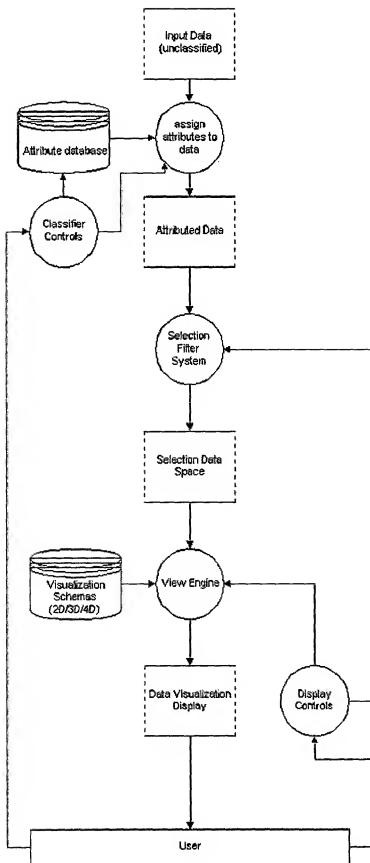 Input Data
(unclassified)
assign
attributes to
data
Attribute database
Classifier
Controls
Attributed Data
Selection
Filter
System
Selection Data
Space
Visualization
Schemas
(2D/3D/4D)
View Engine
Data Visualization
Display
Display
Controls
User